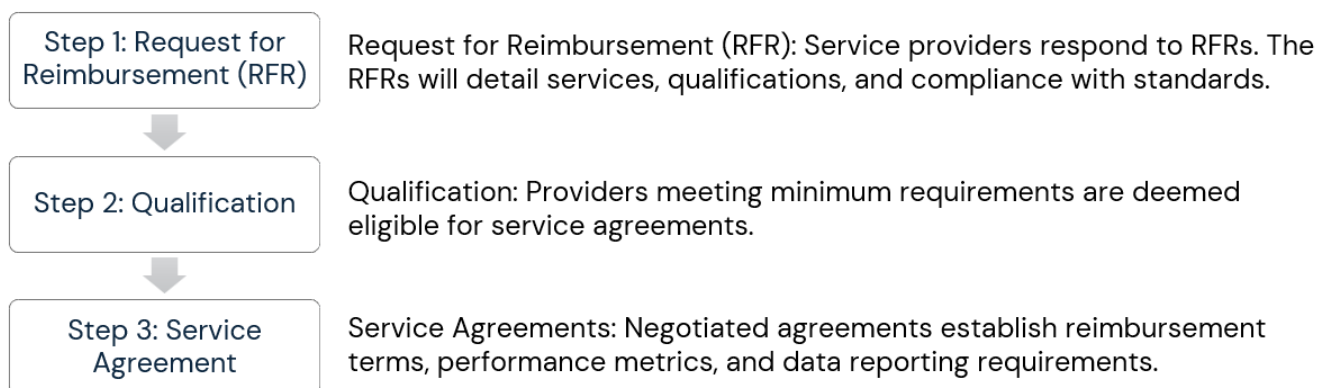 Step 1: Request for
Reimbursement (RFR)
Request for Reimbursement (RFR): Service providers respond to RFRs. The
RFRs will detail services, qualifications, and compliance with standards.
Step 2: Qualification
Qualification: Providers meeting minimum requirements are deemed
eligible for service agreements.
Step 3: Service
Agreement
Service Agreements: Negotiated agreements establish reimbursement
terms, performance metrics, and data reporting requirements.